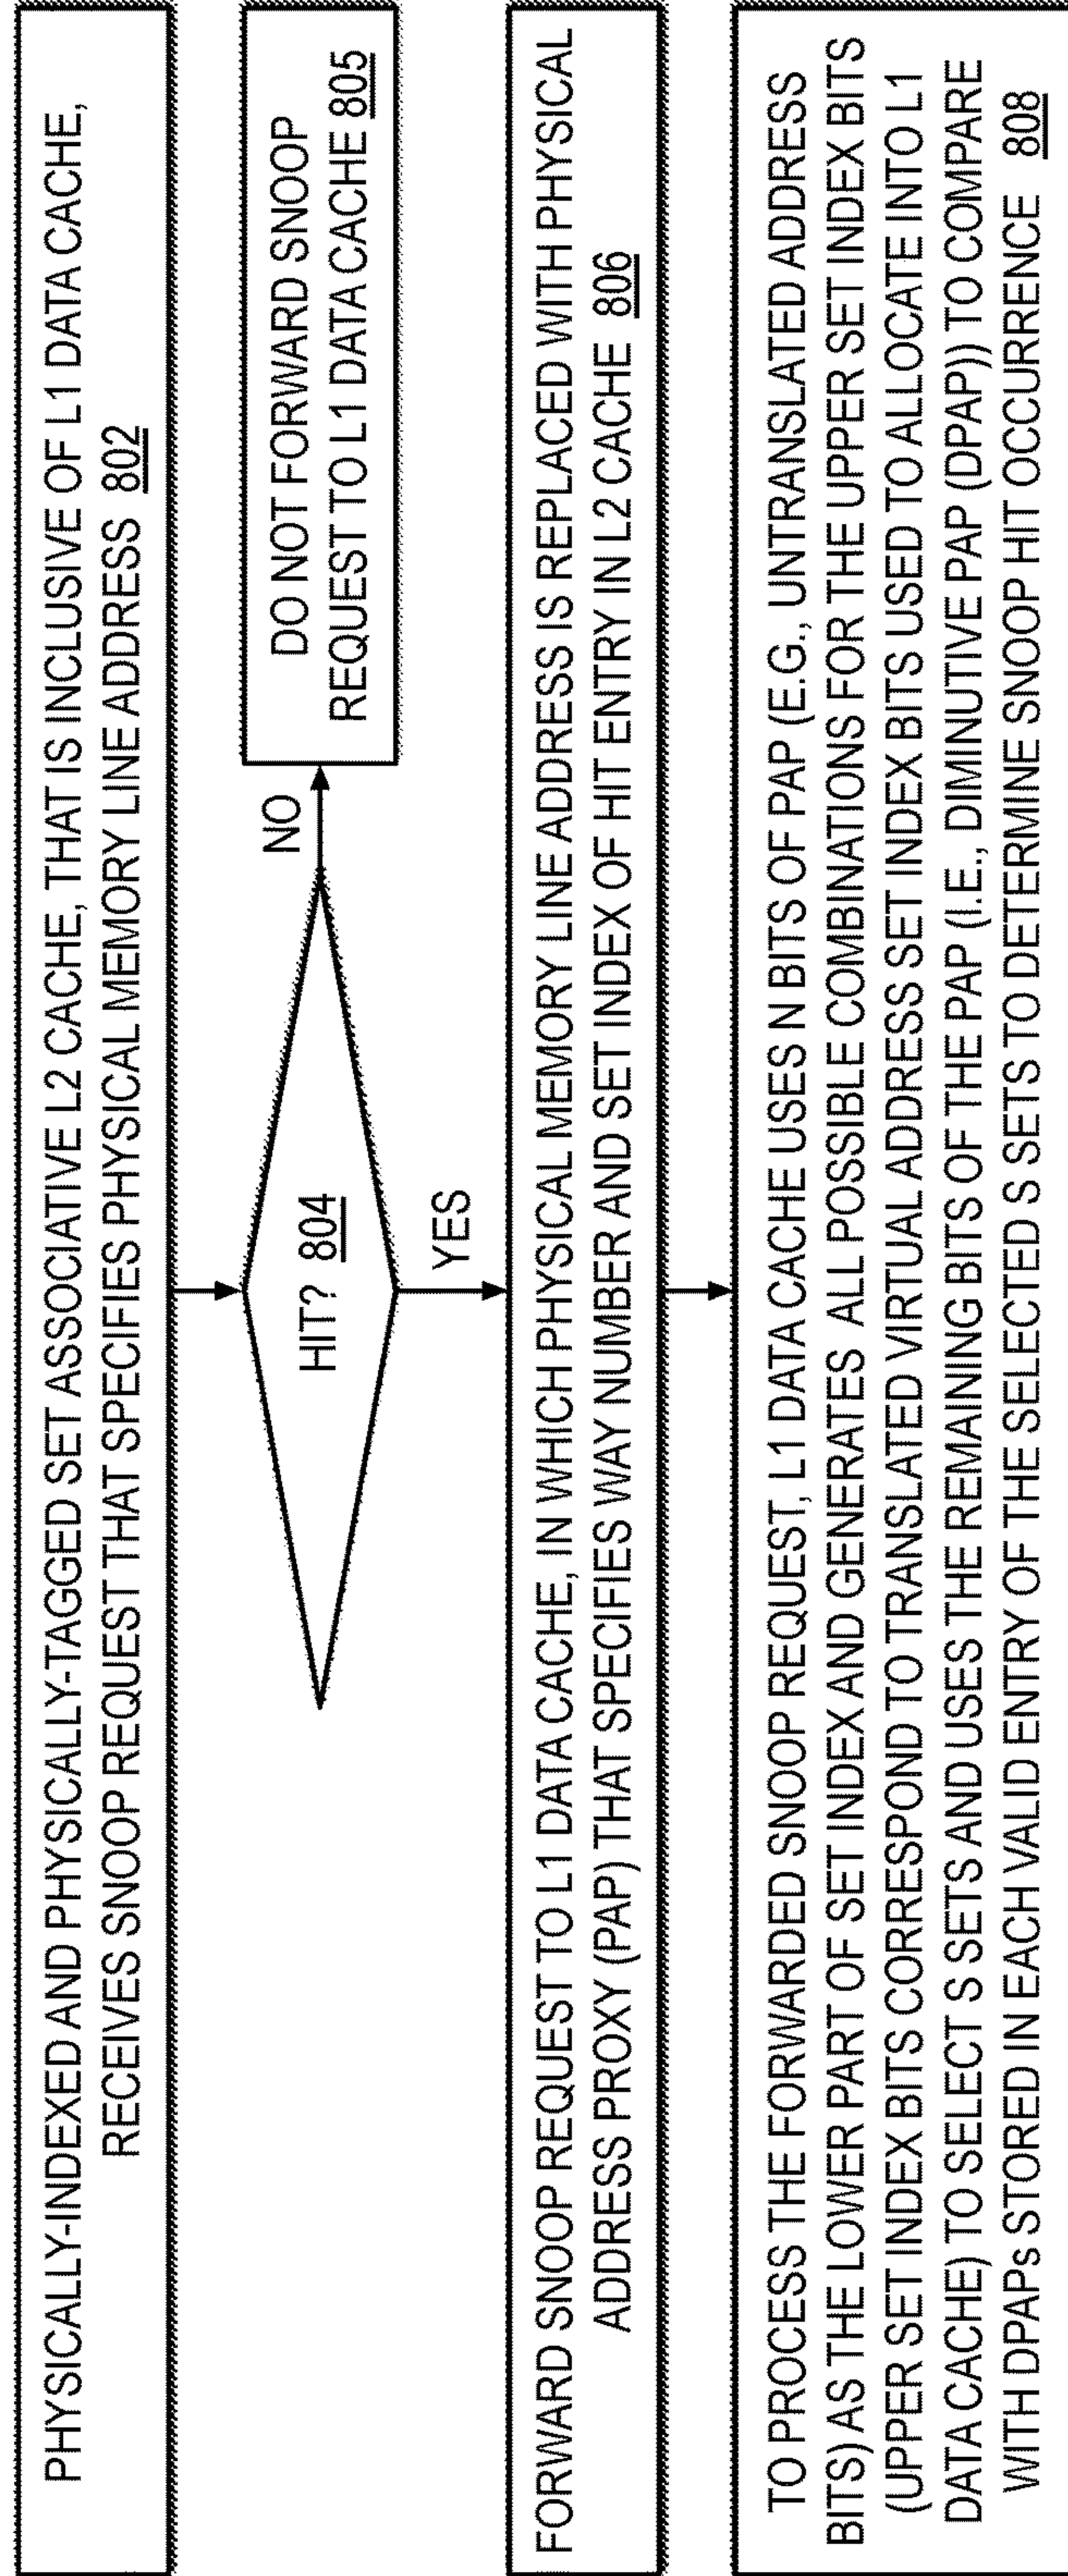 PHYSICALLY-INDEXED AND PHYSICALLY-TAGGED SET ASSOCIATIVE L2 CACHE, THAT IS INCLUSIVE OF L1 DATA CACHE,
RECEIVES SNOOP REQUEST THAT SPECIFIES PHYSICAL MEMORY LINE ADDRESS 802
HIT? 804
NO
DO NOT FORWARD SNOOP
REQUEST TO L1 DATA CACHE 805
YES
FORWARD SNOOP REQUEST TO L1 DATA CACHE, IN WHICH PHYSICAL MEMORY LINE ADDRESS IS REPLACED WITH PHYSICAL
ADDRESS PROXY (PAP) THAT SPECIFIES WAY NUMBER AND SET INDEX OF HIT ENTRY IN L2 CACHE 806
TO PROCESS THE FORWARDED SNOOP REQUEST, L1 DATA CACHE USES N BITS OF PAP (E.G., UNTRANSLATED ADDRESS
BITS) AS THE LOWER PART OF SET INDEX AND GENERATES ALL POSSIBLE COMBINATIONS FOR THE UPPER SET INDEX BITS
(UPPER SET INDEX BITS CORRESPOND TO TRANSLATED VIRTUAL ADDRESS SET INDEX BITS USED TO ALLOCATE INTO L1
DATA CACHE) TO SELECT S SETS AND USES THE REMAINING BITS OF THE PAP (I.E., DIMINUTIVE PAP (DPAP)) TO COMPARE
WITH DPAPs STORED IN EACH VALID ENTRY OF THE SELECTED S SETS TO DETERMINE SNOOP HIT OCCURRENCE 808